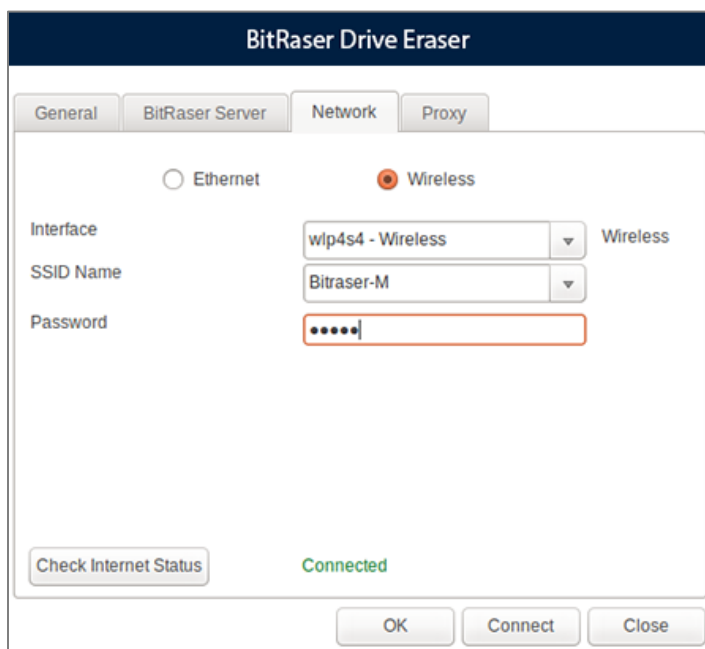 BitRaser Drive Eraser
General BitRaser Server Network Proxy
Ethernet Wireless
Interface wlp4s4 - Wireless Wireless
SSID Name Bitraser-M
Password •••••
Check Internet Status Connected
OK Connect Close